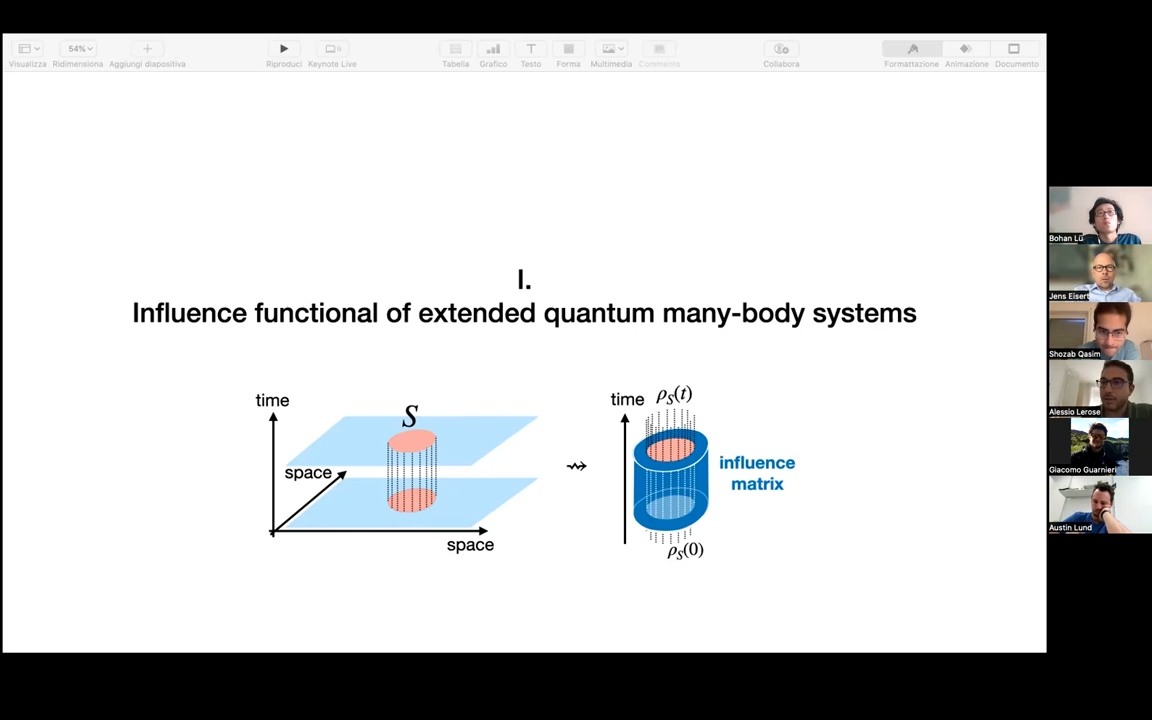 54%
Visualizza Ridimensiona Aggiungi diapositiva Riproduci Keynote Live Tabella Grafico Testo Forma Multimedia Commento Collabora Formattazione Animazione Documento
I.
Influence functional of extended quantum many-body systems
time
S
space
space
time
ρS(t)
influence
matrix
ρS(0)
Bohan Lü
Jens Eisert
Shozab Qasim
Alessio Lerose
Giacomo Guarnieri
Austin Lund